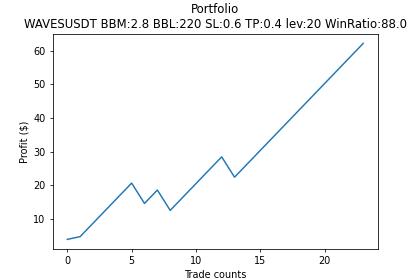 Portfolio
WAVESUSDT BBM:2.8 BBL:220 SL:0.6 TP:0.4 lev:20 WinRatio:88.0
60
50
40
30
20
10
Profit ($)
0 5 10 15 20
Trade counts